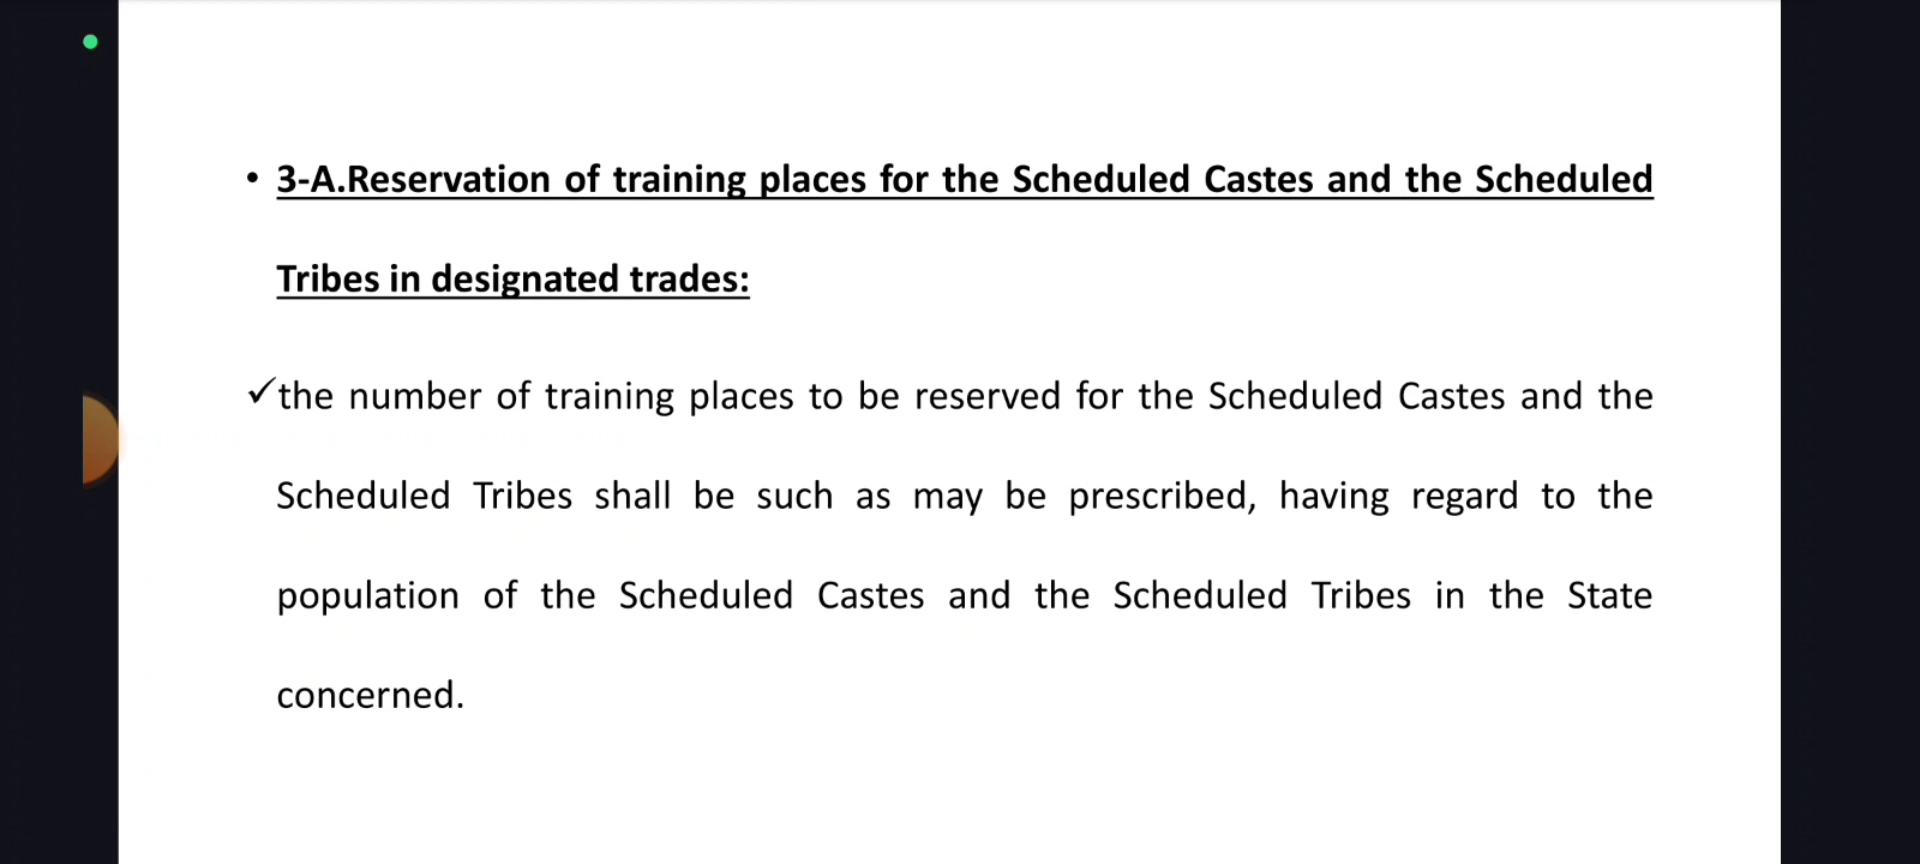 • 3-A.Reservation of training places for the Scheduled Castes and the Scheduled
Tribes in designated trades:
✓the number of training places to be reserved for the Scheduled Castes and the
Scheduled Tribes shall be such as may be prescribed, having regard to the
population of the Scheduled Castes and the Scheduled Tribes in the State
concerned.